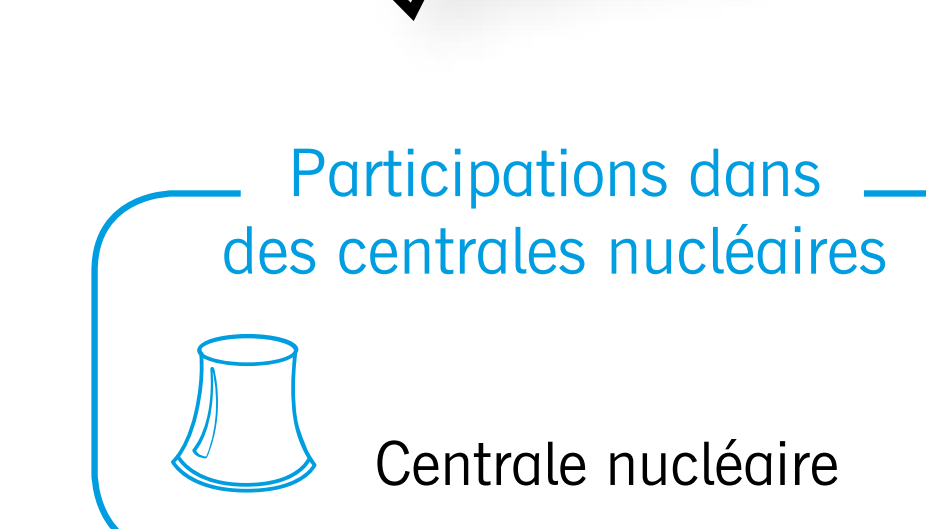 Participations dans
des centrales nucléaires
Centrale nucléaire